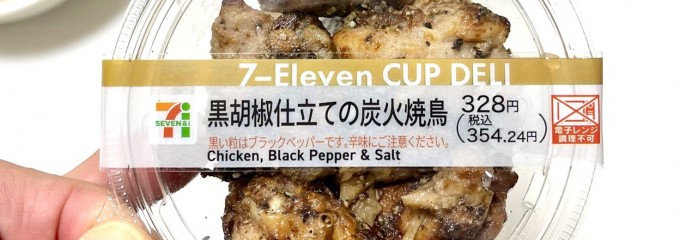 7-Eleven CUP DELI
SEVEN&i
黒胡椒仕立ての炭火焼鳥
328円
税込
(354.24円)
黒い粒はブラックペッパーです。辛味にご注意ください。
Chicken, Black Pepper & Salt
電子レンジ
調理不可